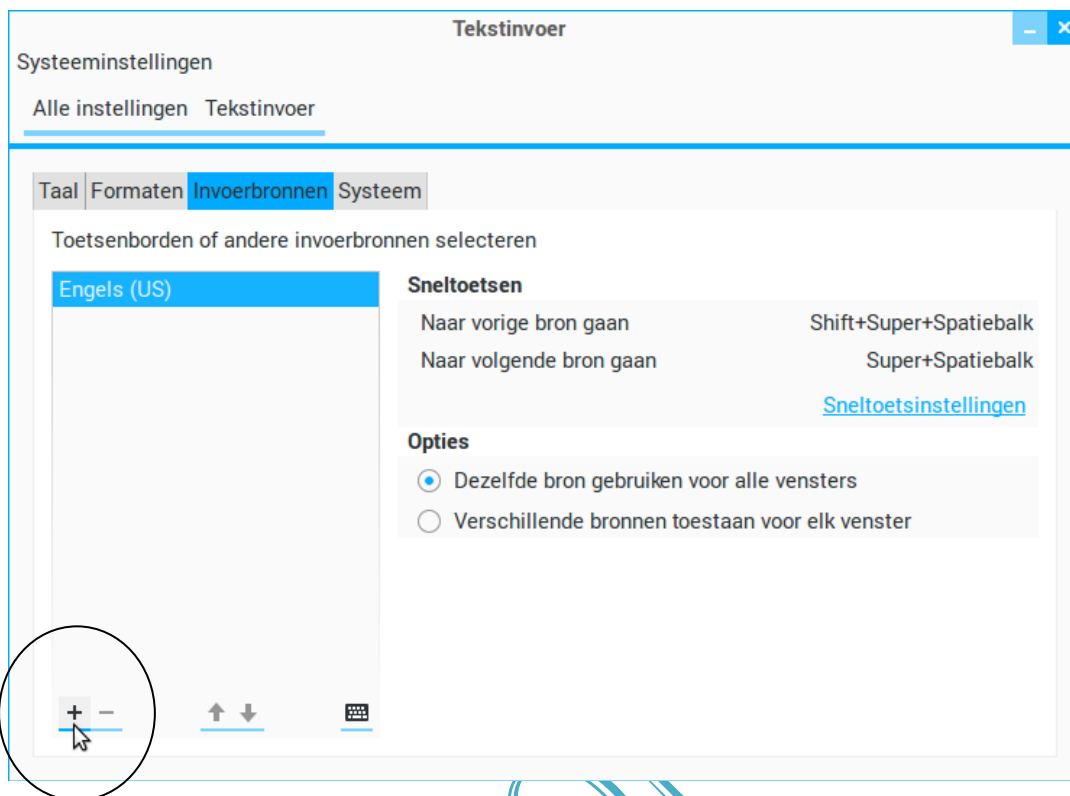 Tekstinvoer
Systeeminstellingen
Alle instellingen Tekstinvoer
Taal Formaten Invoerbronnen Systeem
Toetsenborden of andere invoerbronnen selecteren
Engels (US)
Sneltoetsen
Naar vorige bron gaan Shift+Super+Spatiebalk
Naar volgende bron gaan Super+Spatiebalk
Sneltoetsinstellingen
Opties
Dezelfde bron gebruiken voor alle vensters
Verschillende bronnen toestaan voor elk venster